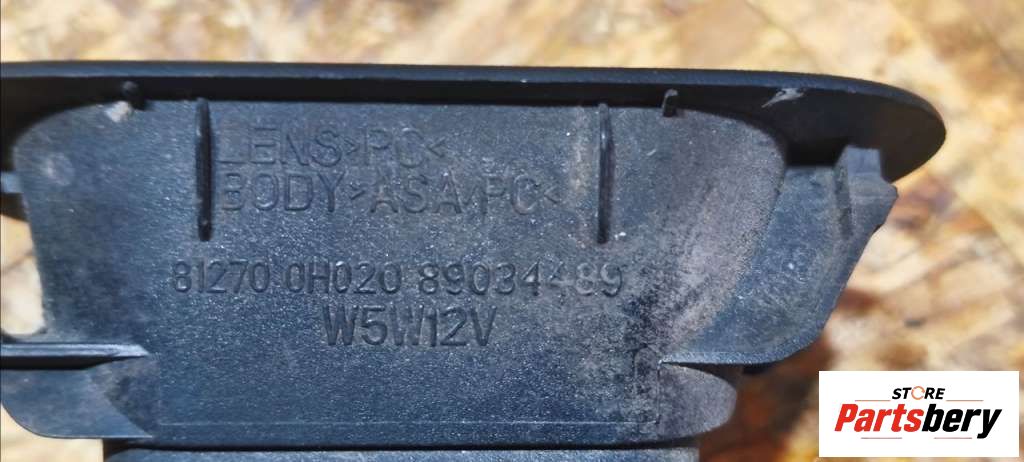 LENS>PC<
BODY>ASA/PC<
81270 0H020 89034489
W5W12V
STORE
Partsbery